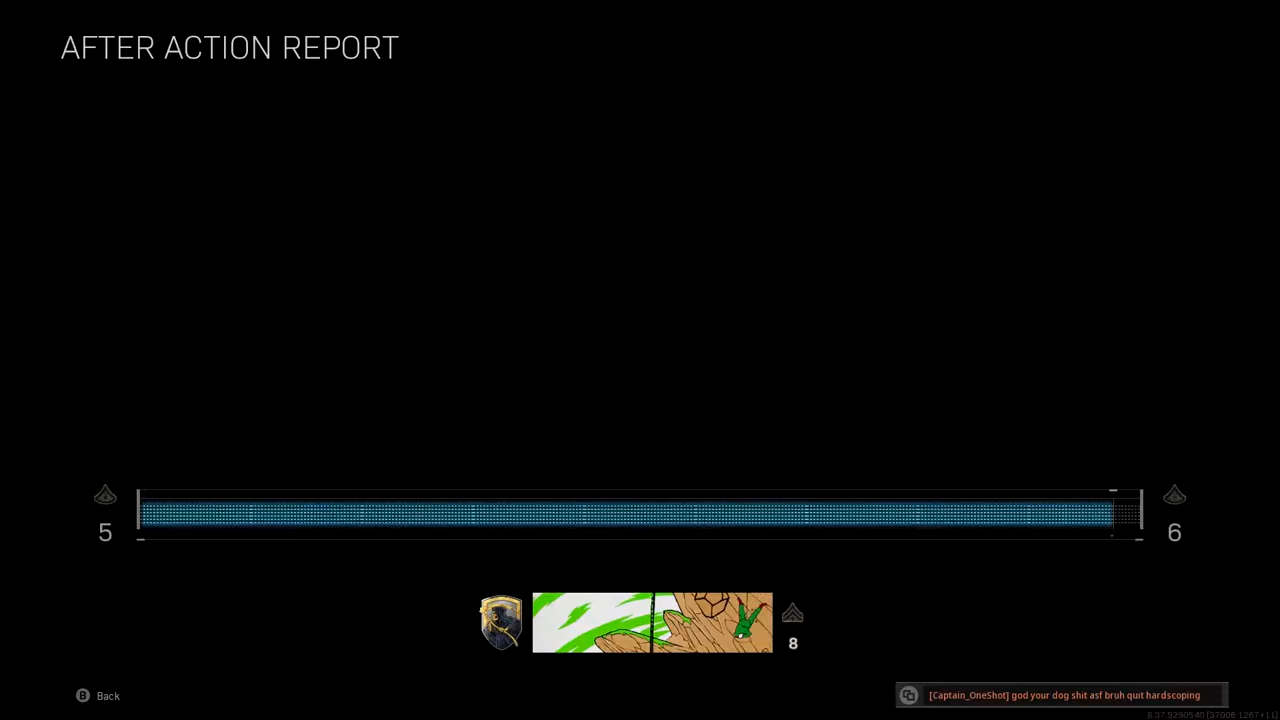 AFTER ACTION REPORT
5
6
8
B Back
[Captain_OneShot] god your dog shit asf bruh quit hardscoping